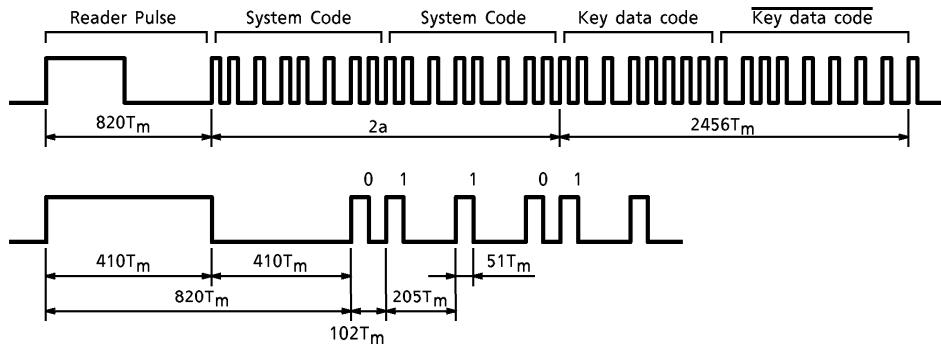 Reader Pulse System Code System Code Key data code Key data code
820Tm 2a 2456Tm
0 1 1 0 1
410Tm 410Tm 51Tm
820Tm 205Tm
102Tm